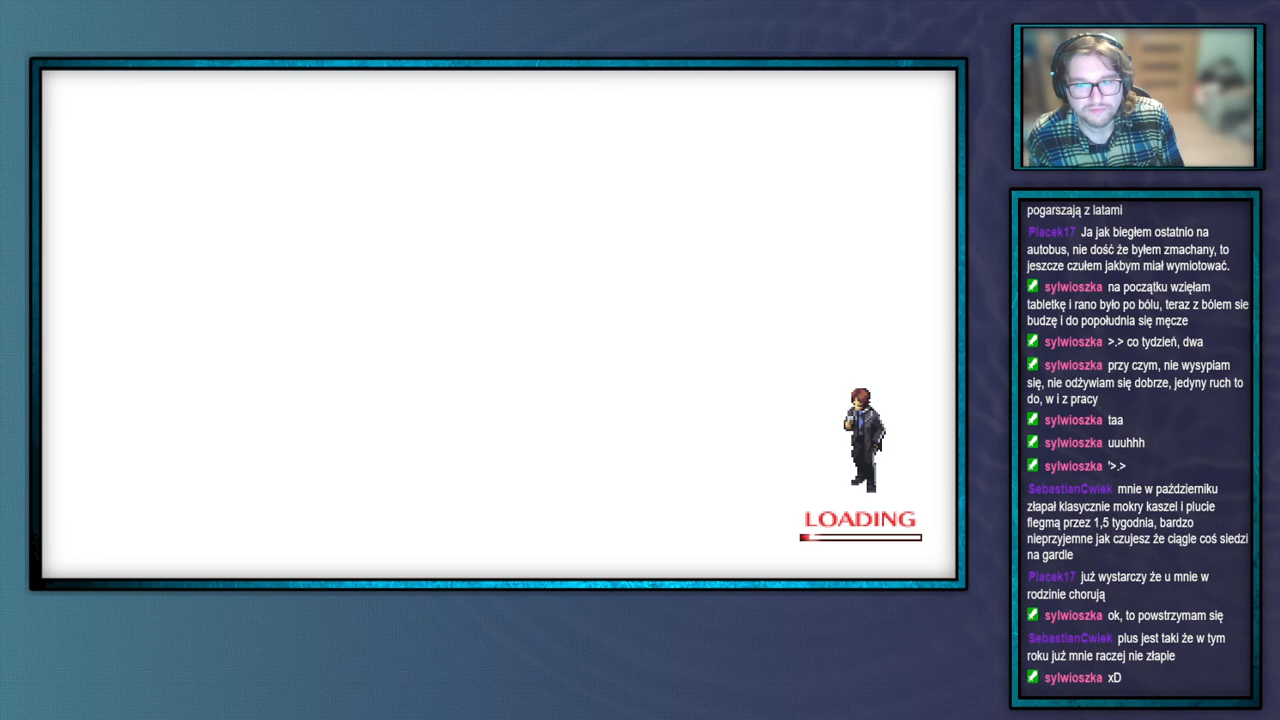 LOADING
pogarszają z latami
Placek17 Ja jak biegłem ostatnio na
autobus, nie dość że byłem zmachany, to
jeszcze czułem jakbym miał wymiotować.
sylwioszka na początku wzięłam
tabletkę i rano było po bólu, teraz z bólem sie
budzę i do popołudnia się męcze
sylwioszka >.> co tydzień, dwa
sylwioszka przy czym, nie wysypiam
się, nie odżywiam się dobrze, jedyny ruch to
do, w i z pracy
sylwioszka taa
sylwioszka uuuhhh
sylwioszka '>.>
SebastianCwiek mnie w październiku
złapał klasycznie mokry kaszel i plucie
flegmą przez 1,5 tygodnia, bardzo
nieprzyjemne jak czujesz że ciągle coś siedzi
na gardle
Placek17 już wystarczy że u mnie w
rodzinie chorują
sylwioszka ok, to powstrzymam się
SebastianCwiek plus jest taki że w tym
roku już mnie raczej nie złapie
sylwioszka xD